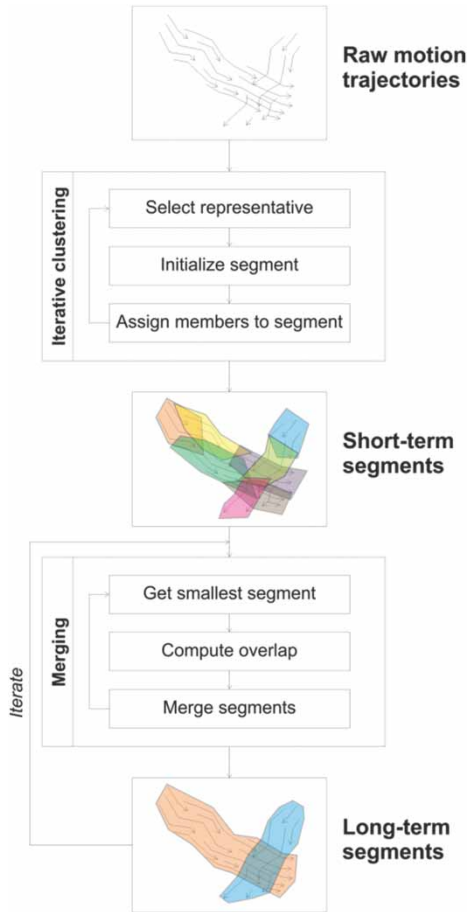 Raw motion
trajectories
Iterative clustering
Select representative
Initialize segment
Assign members to segment
Short-term
segments
Iterate
Merging
Get smallest segment
Compute overlap
Merge segments
Long-term
segments